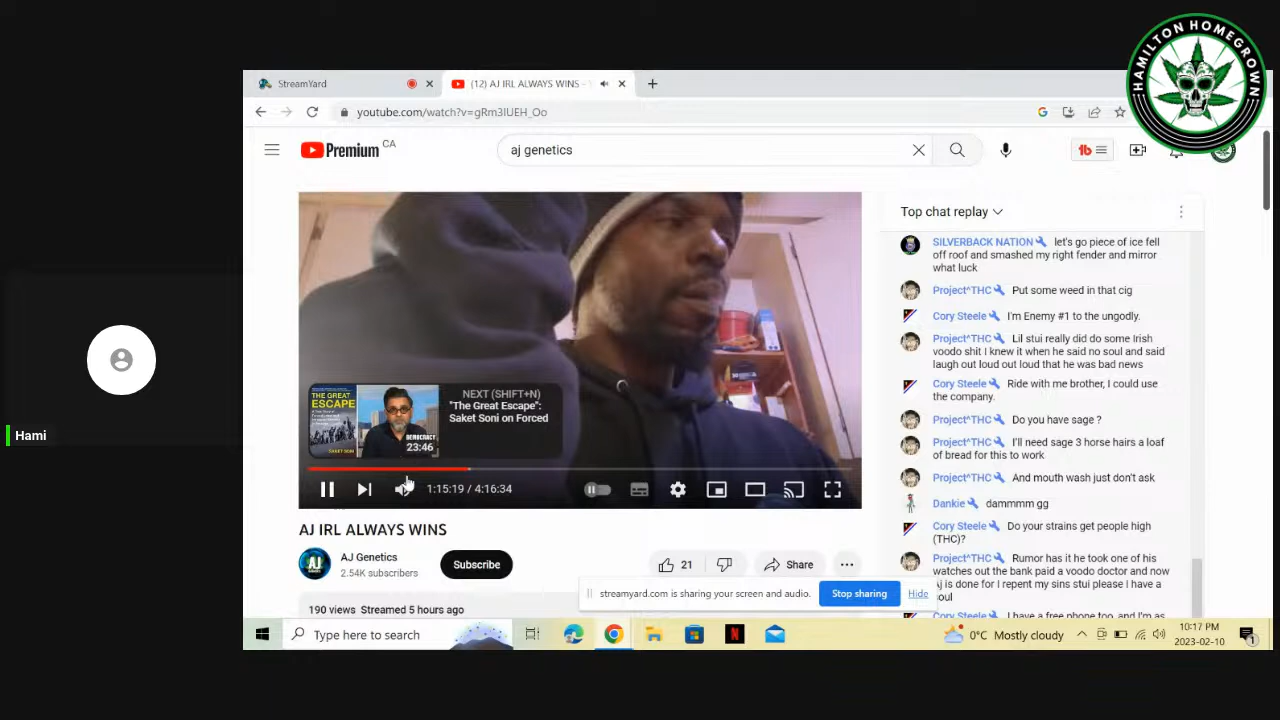 HAMILTON HOMEGROWN
StreamYard
(12) AJ IRL ALWAYS WINS -
youtube.com/watch?v=gRm3lUEH_Oo
Premium CA
aj genetics
Top chat replay
SILVERBACK NATION let's go piece of ice fell
off roof and smashed my right fender and mirror
what luck
Project^THC Put some weed in that cig
Cory Steele I'm Enemy #1 to the ungodly.
Project^THC Lil stui really did do some Irish
voodo shit I knew it when he said no soul and said
laugh out loud out loud that he was bad news
Cory Steele Ride with me brother, I could use
the company.
Project^THC Do you have sage ?
Project^THC I'll need sage 3 horse hairs a loaf
of bread for this to work
Project^THC And mouth wash just don't ask
Dankie dammmm gg
Cory Steele Do your strains get people high
(THC)?
Project^THC Rumor has it he took one of his
watches out the bank paid a voodo doctor and now
Aj is done for I repent my sins stui please I have a
soul
Cory Steele I have a free phone too, and I'm as
THE GREAT
ESCAPE
DEMOCRACY
23:46
NEXT (SHIFT+N)
"The Great Escape":
Saket Soni on Forced
1:15:19 / 4:16:34
AJ IRL ALWAYS WINS
AJ Genetics
2.54K subscribers
Subscribe
21
Share
190 views Streamed 5 hours ago
streamyard.com is sharing your screen and audio.
Stop sharing
Hide
Hami
Type here to search
0°C Mostly cloudy
10:17 PM
2023-02-10
1